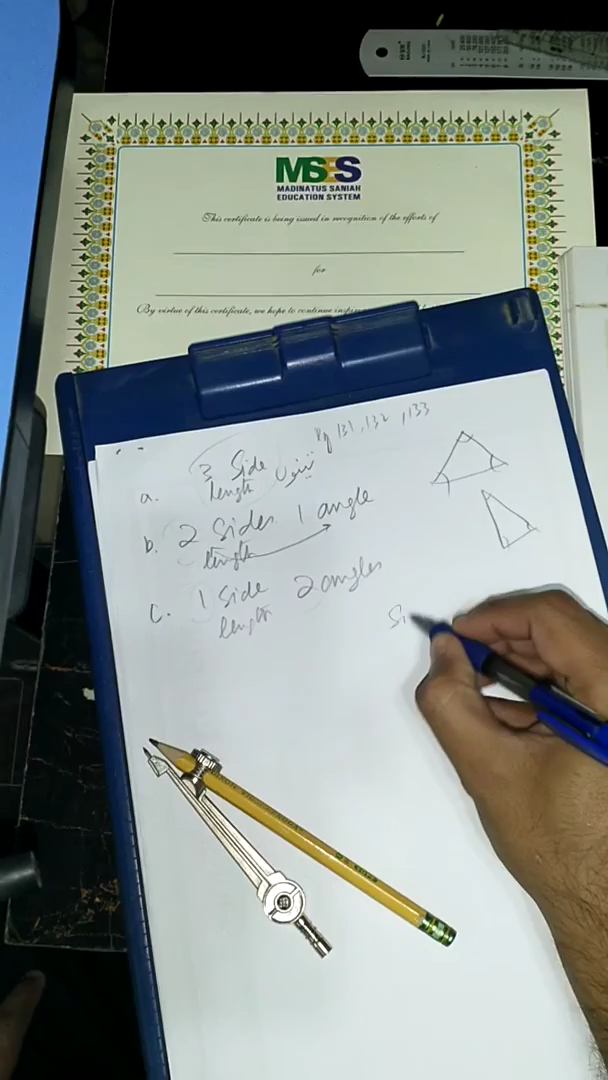 MSES
MADINATUS SANIAH
EDUCATION SYSTEM
This certificate is being issued in recognition of the efforts of
for
By virtue of this certificate, we hope to continue
Pg 131, 132, 133
a. 3 Side
length
b. 2 Sides 1 angle
length
c. 1 Side 2 angles
length
Si